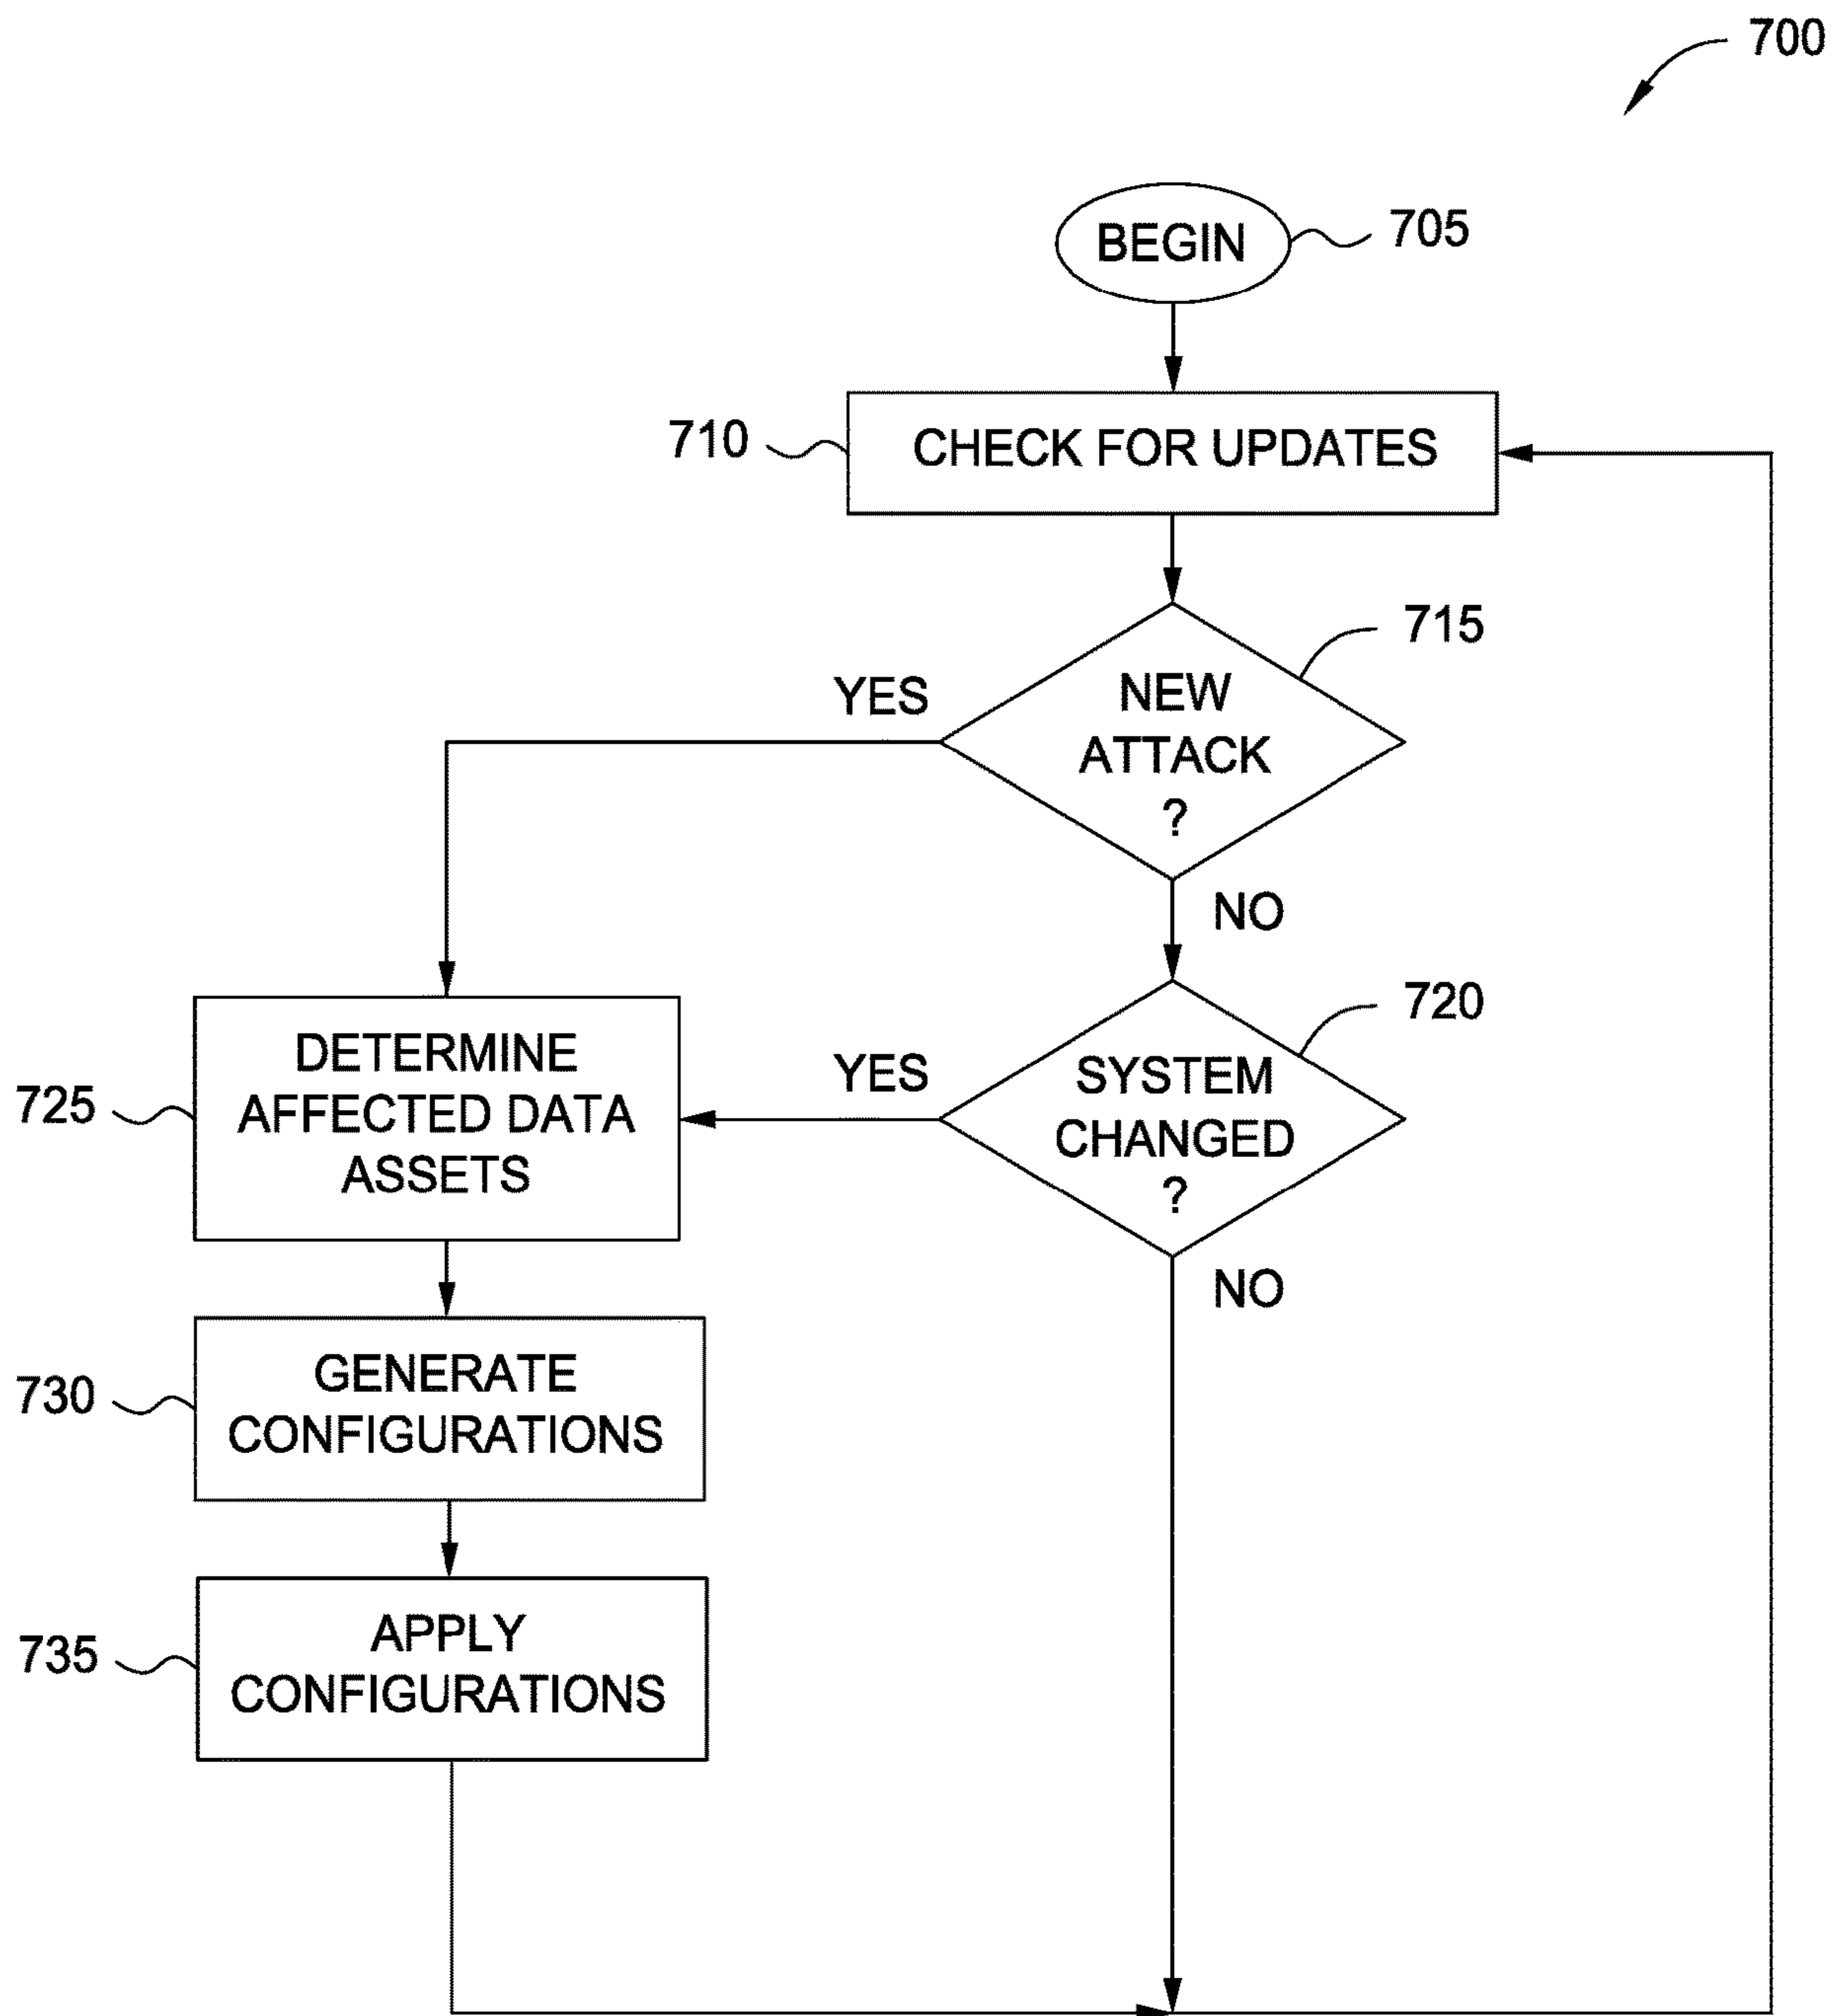 700
BEGIN
705
710
CHECK FOR UPDATES
715
YES
NEW
ATTACK
?
NO
720
YES
SYSTEM
CHANGED
?
NO
725
DETERMINE
AFFECTED DATA
ASSETS
730
GENERATE
CONFIGURATIONS
735
APPLY
CONFIGURATIONS